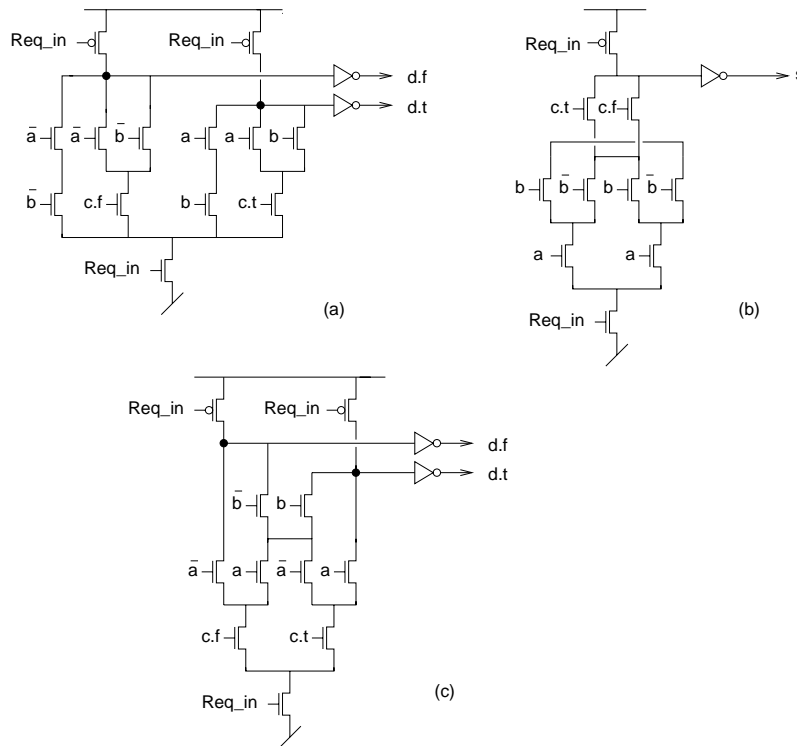 Req_in
Req_in
d.f
d.t
a̅
a̅
b̅
a
a
b
b̅
c.f
b
c.t
Req_in
(a)
Req_in
c.t
c.f
b
b̅
b
b̅
a
a
Req_in
(b)
Req_in
Req_in
d.f
d.t
b̅
b
a̅
a
a̅
a
c.f
c.t
Req_in
(c)